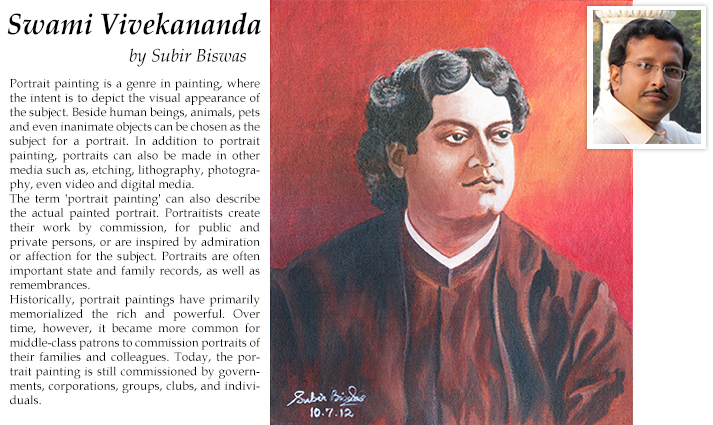 Swami Vivekananda
by Subir Biswas
Portrait painting is a genre in painting, where
the intent is to depict the visual appearance of
the subject. Beside human beings, animals, pets
and even inanimate objects can be chosen as the
subject for a portrait. In addition to portrait
painting, portraits can also be made in other
media such as, etching, lithography, photogra-
phy, even video and digital media.
The term 'portrait painting' can also describe
the actual painted portrait. Portraitists create
their work by commission, for public and
private persons, or are inspired by admiration
or affection for the subject. Portraits are often
important state and family records, as well as
remembrances.
Historically, portrait paintings have primarily
memorialized the rich and powerful. Over
time, however, it became more common for
middle-class patrons to commission portraits of
their families and colleagues. Today, the por-
trait painting is still commissioned by govern-
ments, corporations, groups, clubs, and indivi-
duals.
Subir Biswas
10.7.12